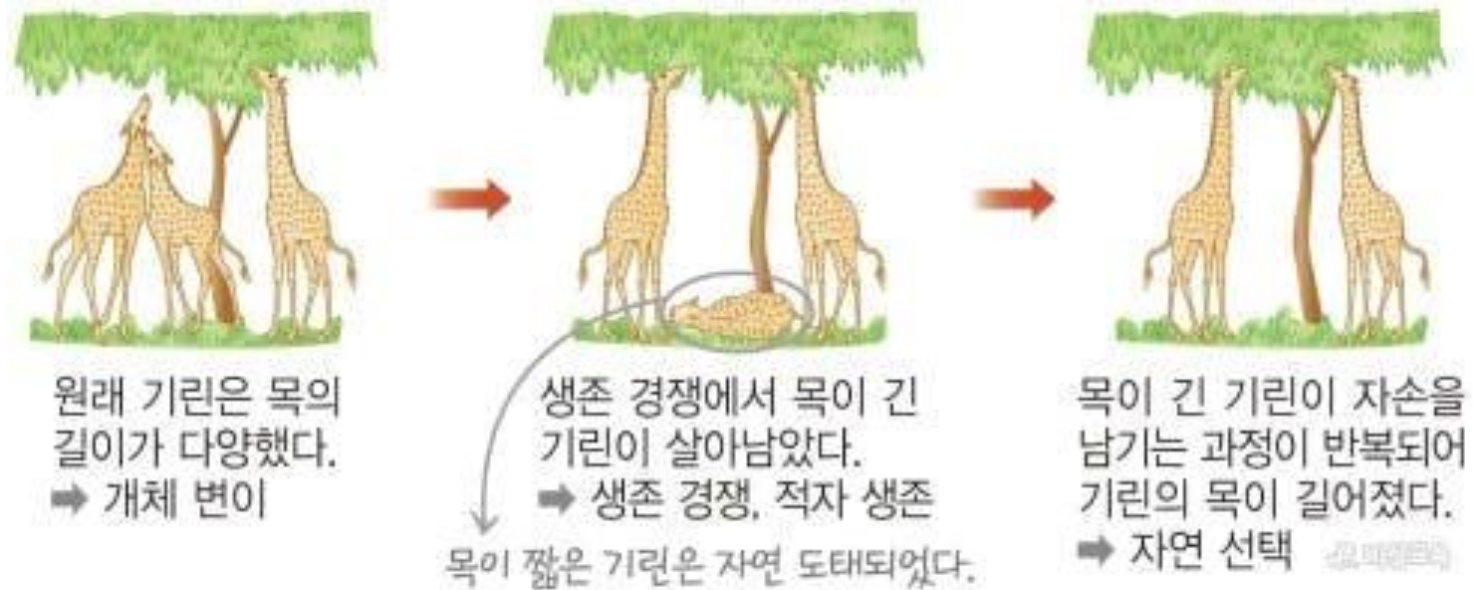 원래 기린은 목의
길이가 다양했다.
➡ 개체 변이
생존 경쟁에서 목이 긴
기린이 살아남았다.
➡ 생존 경쟁, 적자 생존
목이 짧은 기린은 자연 도태되었다.
목이 긴 기린이 자손을
남기는 과정이 반복되어
기린의 목이 길어졌다.
➡ 자연 선택